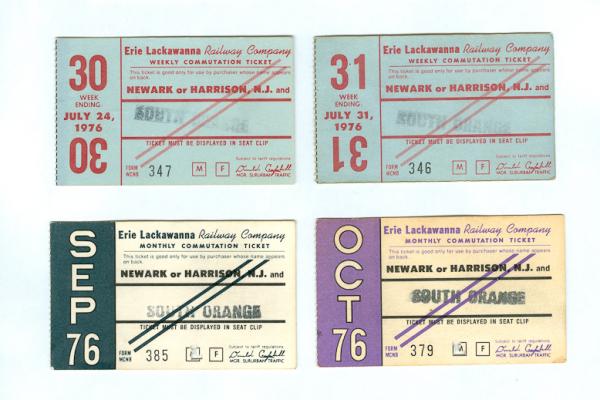 30
WEEK
ENDING
JULY 24,
1976
30
Erie Lackawanna Railway Company
WEEKLY COMMUTATION TICKET
This ticket is good only for use by purchaser whose name appears
on back.
NEWARK or HARRISON, N.J. and
SOUTH ORANGE
TICKET MUST BE DISPLAYED IN SEAT CLIP
FORM
MCNB
347
M F
Subject to tariff regulations
MGR. SUBURBAN TRAFFIC
31
WEEK
ENDING
JULY 31,
1976
31
Erie Lackawanna Railway Company
WEEKLY COMMUTATION TICKET
This ticket is good only for use by purchaser whose name appears
on back.
NEWARK or HARRISON, N.J. and
SOUTH ORANGE
TICKET MUST BE DISPLAYED IN SEAT CLIP
FORM
MCNB
346
M F
Subject to tariff regulations
MGR. SUBURBAN TRAFFIC
SEP
76
Erie Lackawanna Railway Company
MONTHLY COMMUTATION TICKET
This ticket is good only for use by purchaser whose name appears
on back.
NEWARK or HARRISON, N.J. and
SOUTH ORANGE
TICKET MUST BE DISPLAYED IN SEAT CLIP
FORM
MCNB
385
F
Subject to tariff regulations
MGR. SUBURBAN TRAFFIC
OCT
76
Erie Lackawanna Railway Company
MONTHLY COMMUTATION TICKET
This ticket is good only for use by purchaser whose name appears
on back.
NEWARK or HARRISON, N.J. and
SOUTH ORANGE
TICKET MUST BE DISPLAYED IN SEAT CLIP
FORM
MCNB
379
M F
Subject to tariff regulations
MGR. SUBURBAN TRAFFIC